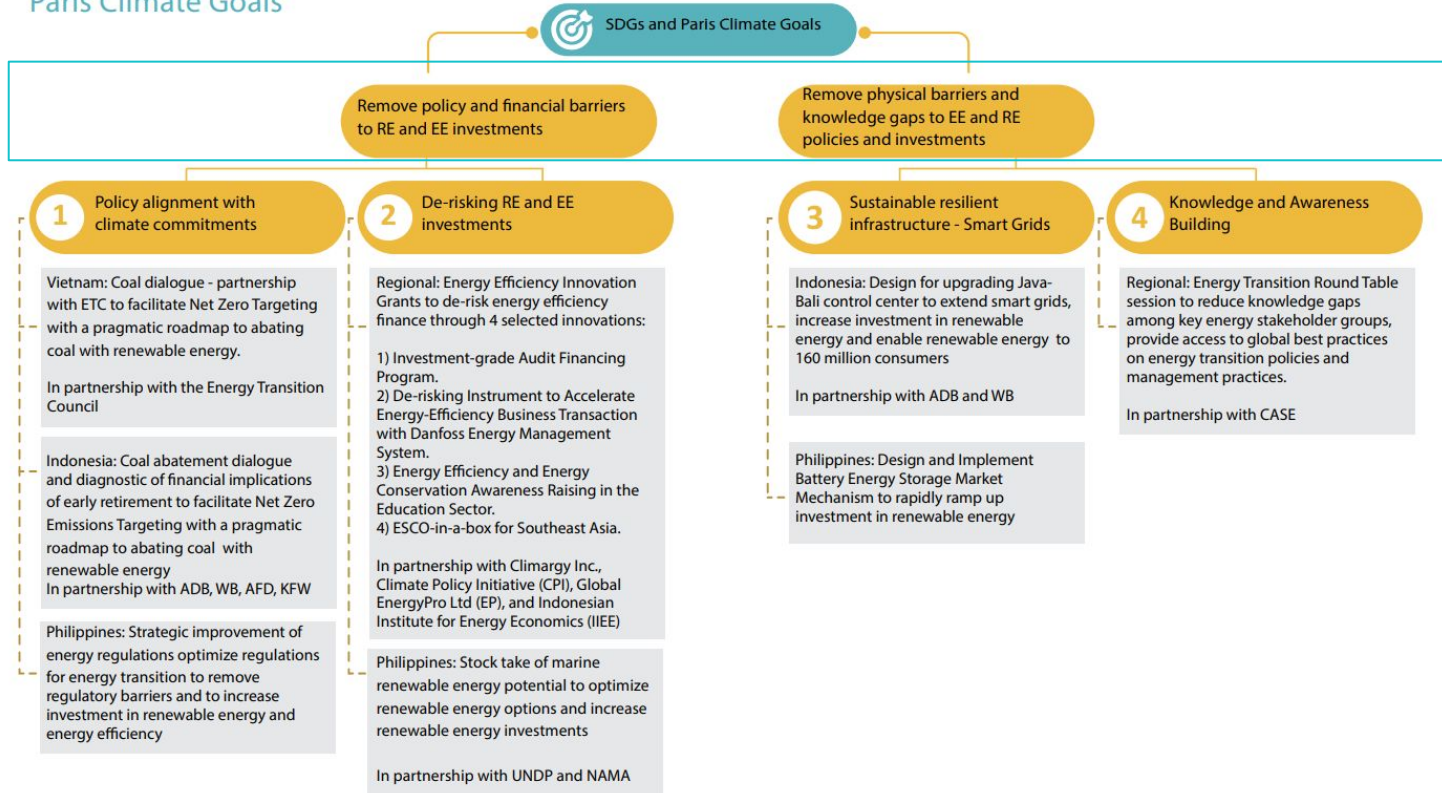 Paris Climate Goals
SDGs and Paris Climate Goals
Remove policy and financial barriers
to RE and EE investments
Remove physical barriers and
knowledge gaps to EE and RE
policies and investments
1
Policy alignment with
climate commitments
Vietnam: Coal dialogue - partnership
with ETC to facilitate Net Zero Targeting
with a pragmatic roadmap to abating
coal with renewable energy.
In partnership with the Energy Transition
Council
Indonesia: Coal abatement dialogue
and diagnostic of financial implications
of early retirement to facilitate Net Zero
Emissions Targeting with a pragmatic
roadmap to abating coal with
renewable energy
In partnership with ADB, WB, AFD, KFW
Philippines: Strategic improvement of
energy regulations optimize regulations
for energy transition to remove
regulatory barriers and to increase
investment in renewable energy and
energy efficiency
2
De-risking RE and EE
investments
Regional: Energy Efficiency Innovation
Grants to de-risk energy efficiency
finance through 4 selected innovations:
1) Investment-grade Audit Financing
Program.
2) De-risking Instrument to Accelerate
Energy-Efficiency Business Transaction
with Danfoss Energy Management
System.
3) Energy Efficiency and Energy
Conservation Awareness Raising in the
Education Sector.
4) ESCO-in-a-box for Southeast Asia.
In partnership with Climargy Inc.,
Climate Policy Initiative (CPI), Global
EnergyPro Ltd (EP), and Indonesian
Institute for Energy Economics (IIEE)
Philippines: Stock take of marine
renewable energy potential to optimize
renewable energy options and increase
renewable energy investments
In partnership with UNDP and NAMA
3
Sustainable resilient
infrastructure - Smart Grids
Indonesia: Design for upgrading Java-
Bali control center to extend smart grids,
increase investment in renewable
energy and enable renewable energy to
160 million consumers
In partnership with ADB and WB
Philippines: Design and Implement
Battery Energy Storage Market
Mechanism to rapidly ramp up
investment in renewable energy
4
Knowledge and Awareness
Building
Regional: Energy Transition Round Table
session to reduce knowledge gaps
among key energy stakeholder groups,
provide access to global best practices
on energy transition policies and
management practices.
In partnership with CASE